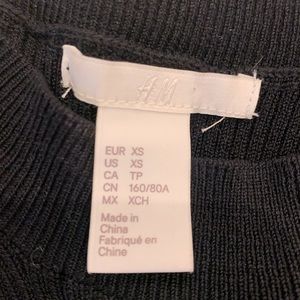 H&M
EUR XS
US XS
CA TP
CN 160/80A
MX XCH
Made in
China
Fabriqué en
Chine